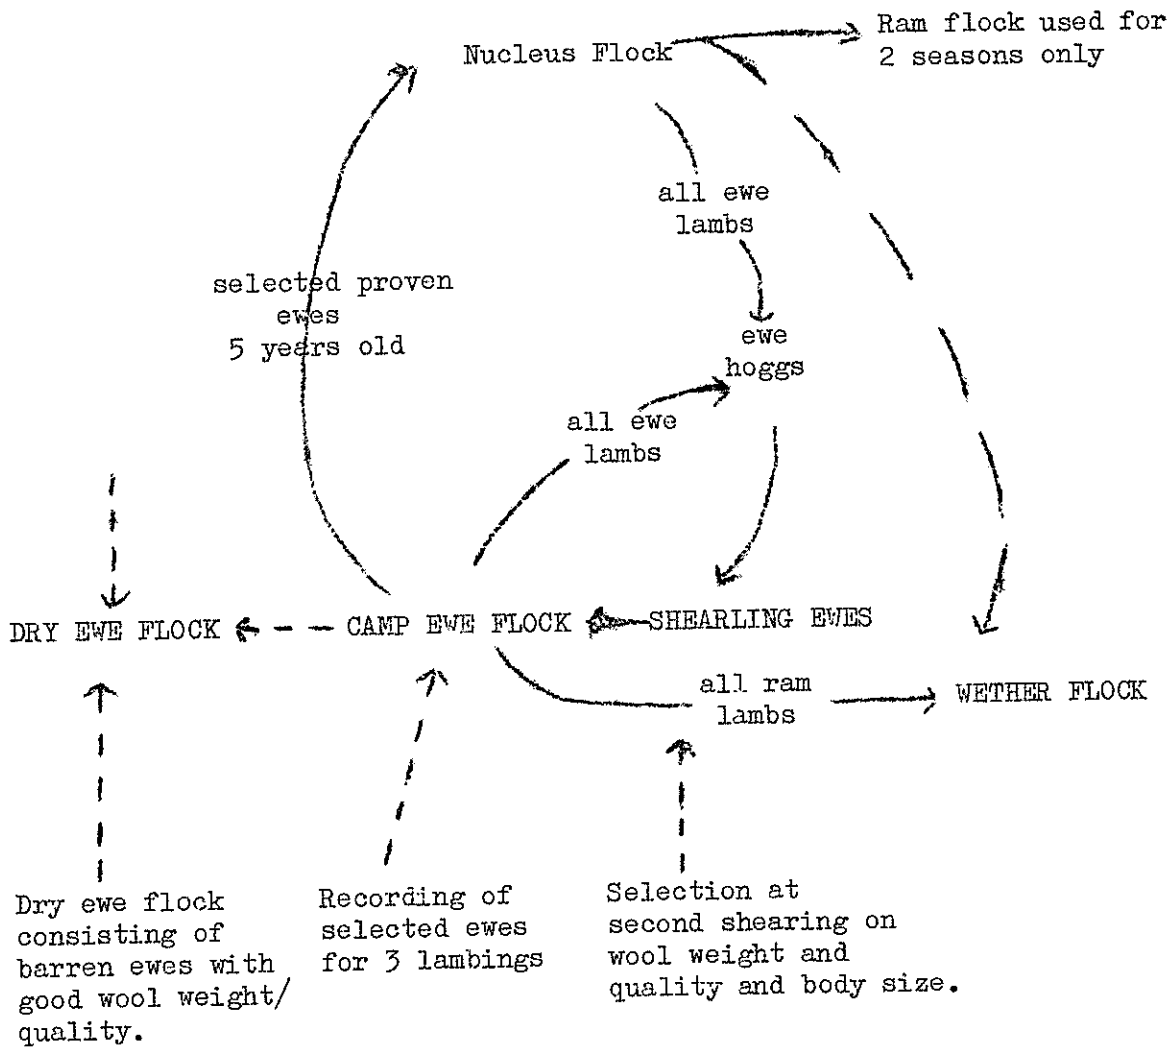 Nucleus Flock
Ram flock used for
2 seasons only
all ewe
lambs
selected proven
ewes
5 years old
ewe
hoggs
all ewe
lambs
DRY EWE FLOCK
CAMP EWE FLOCK
SHEARLING EWES
all ram
lambs
WETHER FLOCK
Dry ewe flock
consisting of
barren ewes with
good wool weight/
quality.
Recording of
selected ewes
for 3 lambings
Selection at
second shearing on
wool weight and
quality and body size.